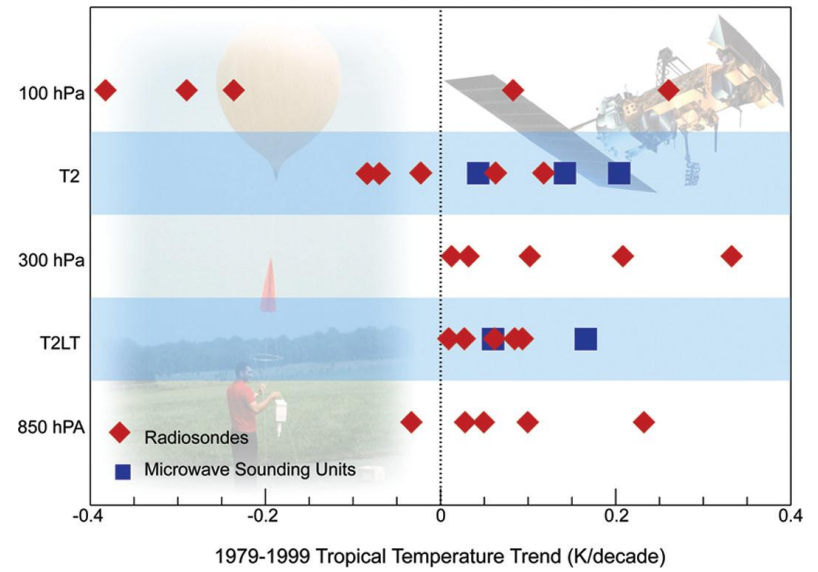 100 hPa
T2
300 hPa
T2LT
850 hPA
Radiosondes
Microwave Sounding Units
-0.4
-0.2
0
0.2
0.4
1979-1999 Tropical Temperature Trend (K/decade)